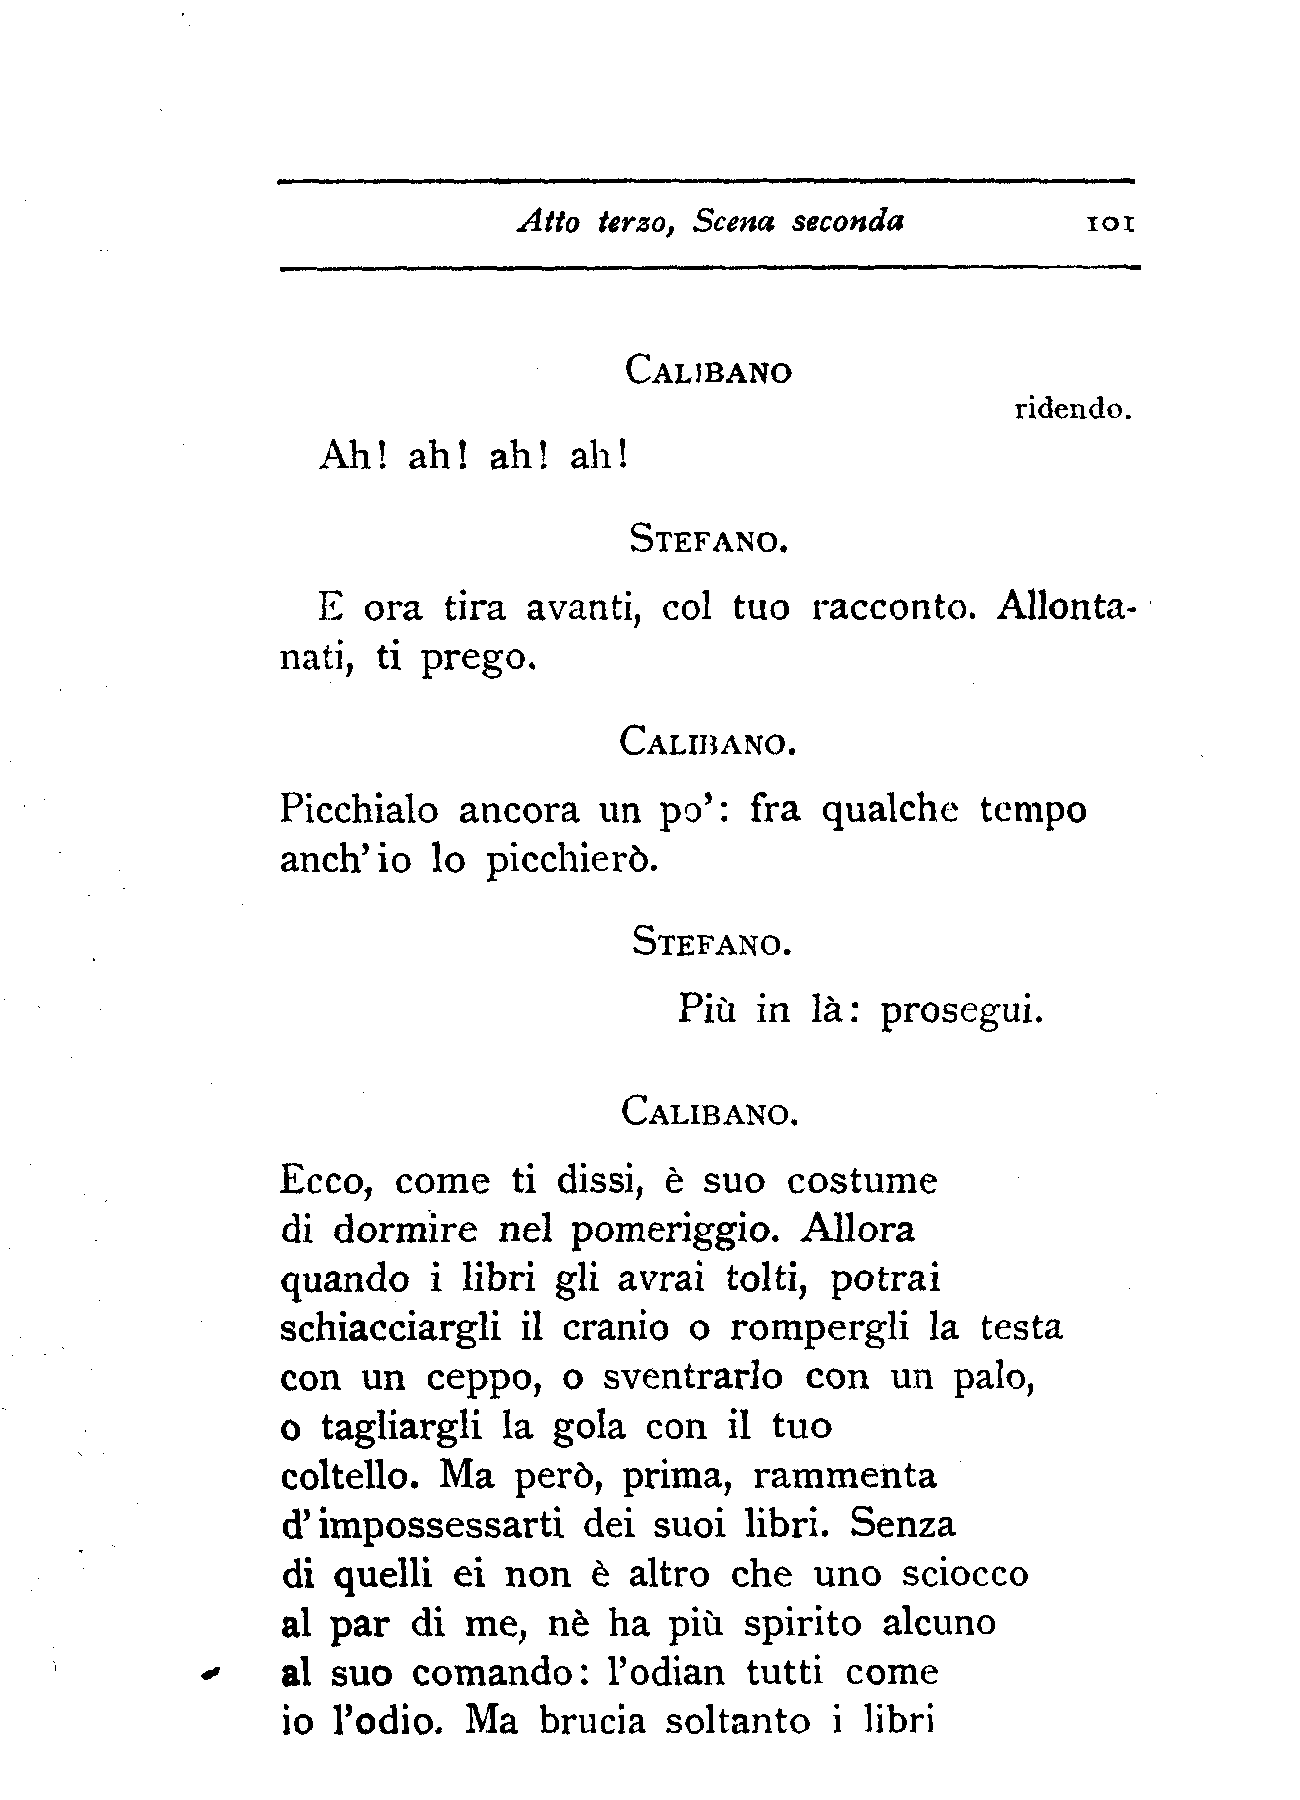 Atto terzo, Scena seconda 101
CALIBANO
ridendo.
Ah! ah! ah! ah!
STEFANO.
E ora tira avanti, col tuo racconto. Allonta-
nati, ti prego.
CALIBANO.
Picchialo ancora un po': fra qualche tempo
anch'io lo picchierò.
STEFANO.
Più in là: prosegui.
CALIBANO.
Ecco, come ti dissi, è suo costume
di dormire nel pomeriggio. Allora
quando i libri gli avrai tolti, potrai
schiacciargli il cranio o rompergli la testa
con un ceppo, o sventrarlo con un palo,
o tagliargli la gola con il tuo
coltello. Ma però, prima, rammenta
d'impossessarti dei suoi libri. Senza
di quelli ei non è altro che uno sciocco
al par di me, nè ha più spirito alcuno
al suo comando: l'odian tutti come
io l'odio. Ma brucia soltanto i libri